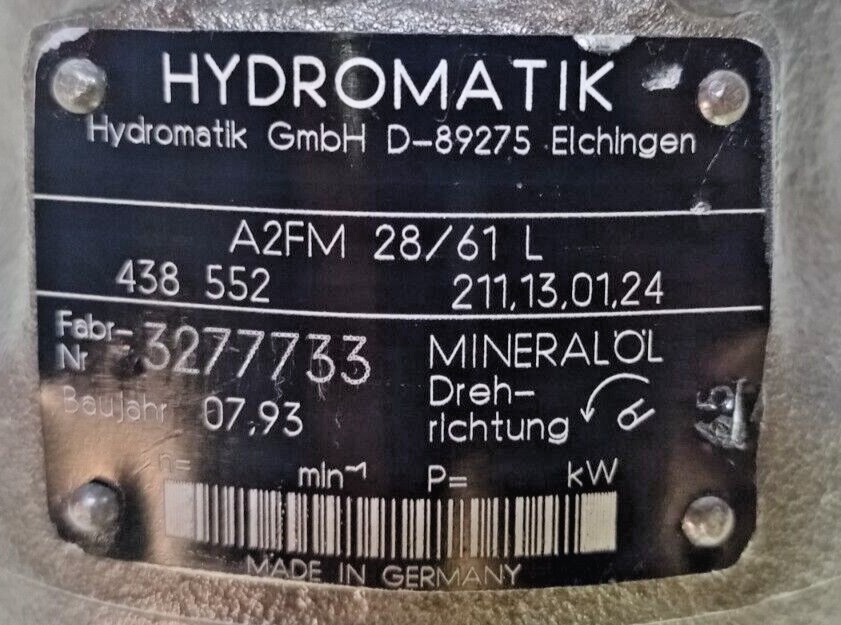 HYDROMATIK
Hydromatik GmbH D-89275 Elchingen
A2FM 28/61 L
438 552 211,13,01,24
Fabr-Nr 3277733 MINERALÖL
Baujahr 07,93 Dreh-
richtung
n= min⁻¹ P= kW
MADE IN GERMANY